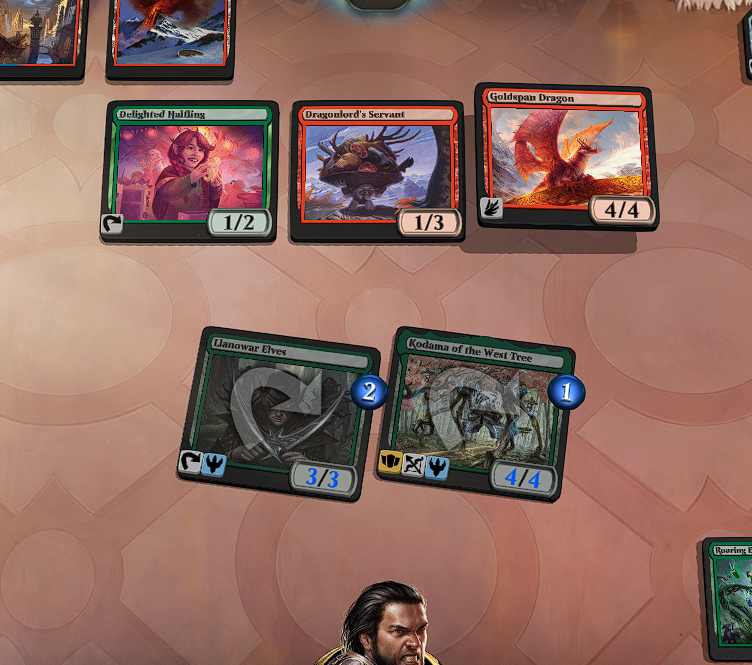 Delighted Halfling
Dragonlord's Servant
Goldspan Dragon
1/2
1/3
4/4
Llanowar Elves
Kodama of the West Tree
2
1
3/3
4/4
Roaring